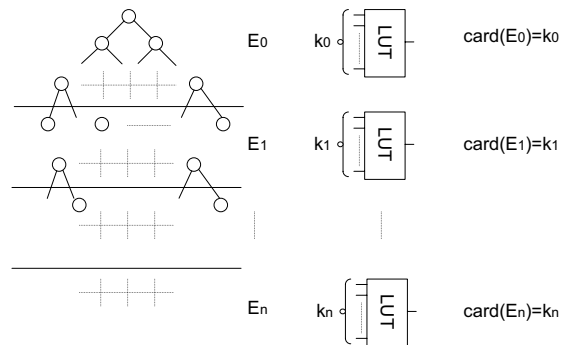 E0 k0 LUT card(E0)=k0
E1 k1 LUT card(E1)=k1
En kn LUT card(En)=kn